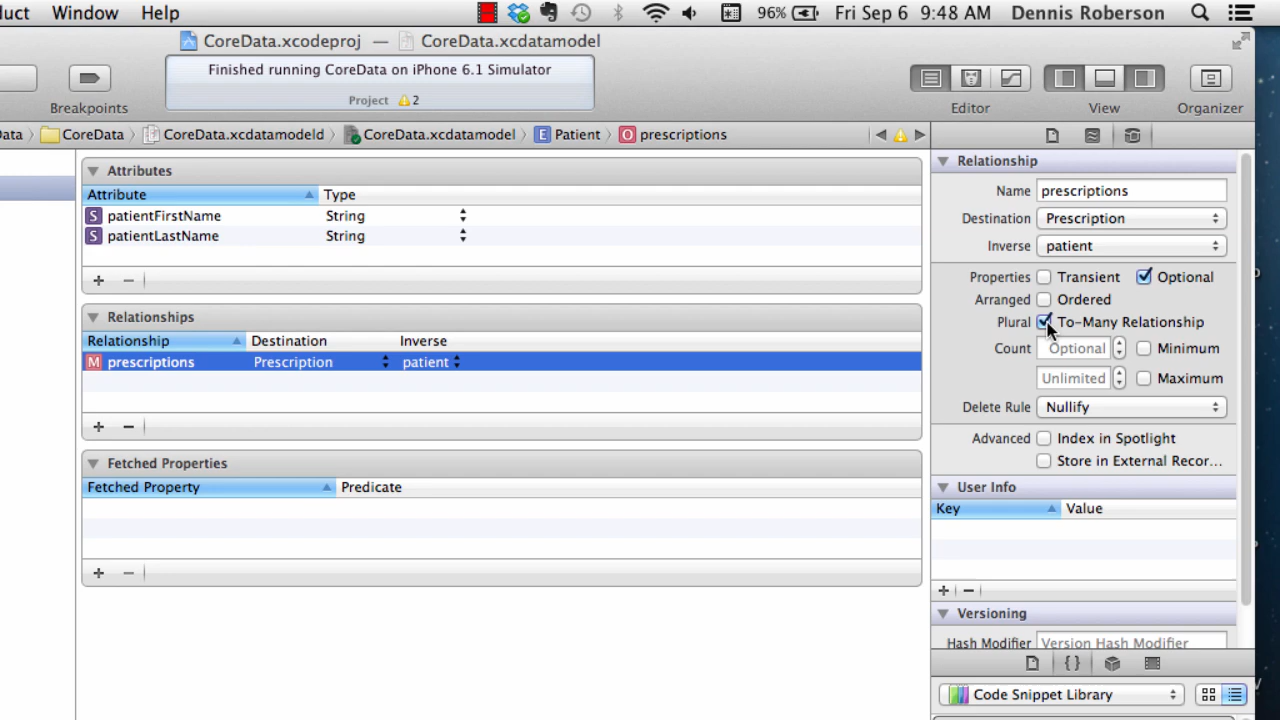 duct Window Help 96% Fri Sep 6 9:48 AM Dennis Roberson
CoreData.xcodeproj — CoreData.xcdatamodel
Finished running CoreData on iPhone 6.1 Simulator
Project 2
Breakpoints Editor View Organizer
Data CoreData CoreData.xcdatamodeld CoreData.xcdatamodel E Patient O prescriptions
Attributes
Attribute Type
S patientFirstName String
S patientLastName String
+ −
Relationships
Relationship Destination Inverse
M prescriptions Prescription patient
+ −
Fetched Properties
Fetched Property Predicate
+ −
Relationship
Name prescriptions
Destination Prescription
Inverse patient
Properties Transient Optional
Arranged Ordered
Plural To-Many Relationship
Count Optional Minimum
Unlimited Maximum
Delete Rule Nullify
Advanced Index in Spotlight
Store in External Recor...
User Info
Key Value
+ −
Versioning
Hash Modifier Version Hash Modifier
{ }
Code Snippet Library